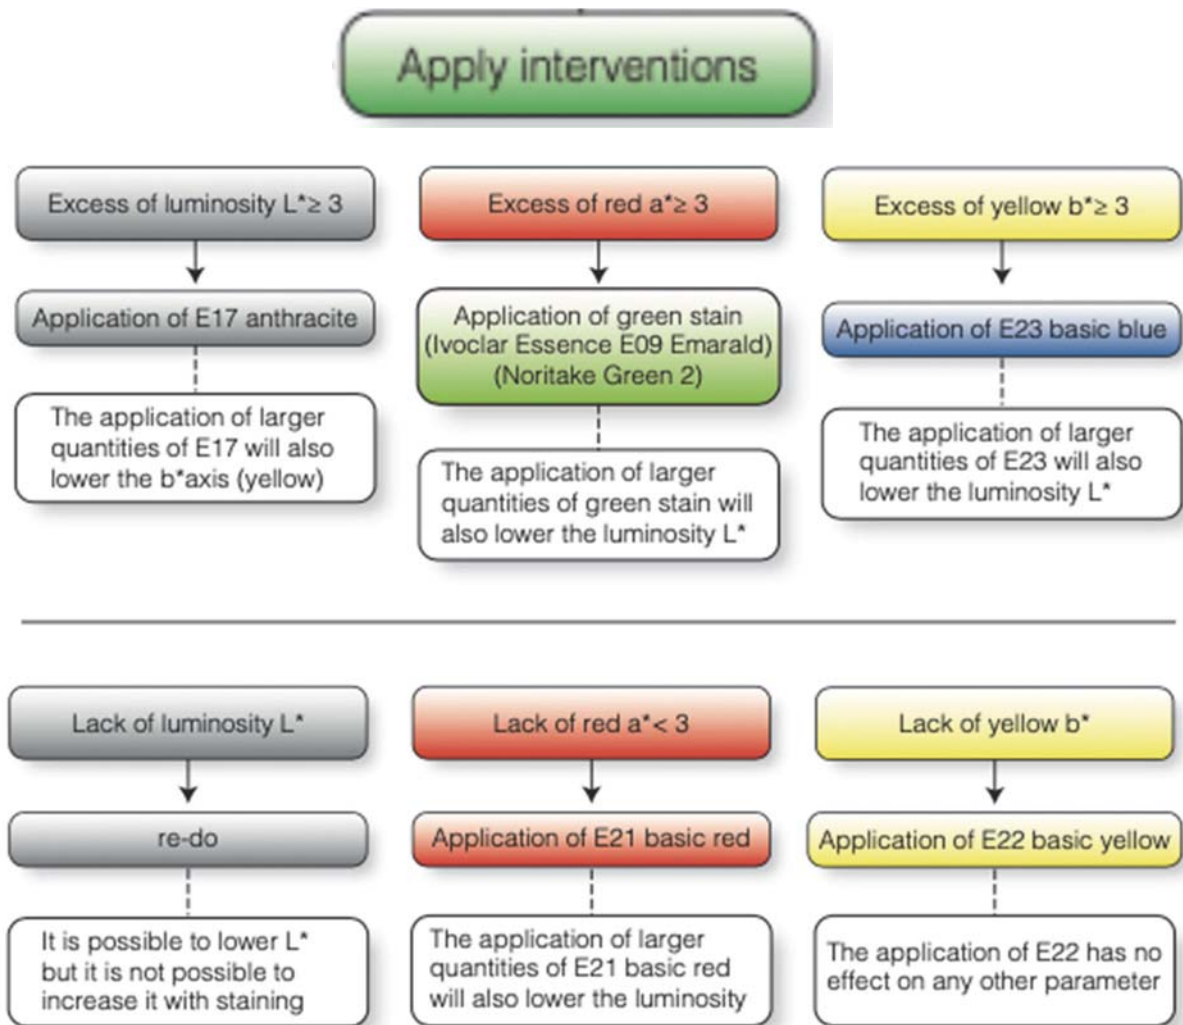 Apply interventions
Excess of luminosity L*≥ 3
Application of E17 anthracite
The application of larger
quantities of E17 will also
lower the b*axis (yellow)
Excess of red a*≥ 3
Application of green stain
(Ivoclar Essence E09 Emarald)
(Noritake Green 2)
The application of larger
quantities of green stain will
also lower the luminosity L*
Excess of yellow b*≥ 3
Application of E23 basic blue
The application of larger
quantities of E23 will also
lower the luminosity L*
Lack of luminosity L*
re-do
It is possible to lower L*
but it is not possible to
increase it with staining
Lack of red a*< 3
Application of E21 basic red
The application of larger
quantities of E21 basic red
will also lower the luminosity
Lack of yellow b*
Application of E22 basic yellow
The application of E22 has no
effect on any other parameter